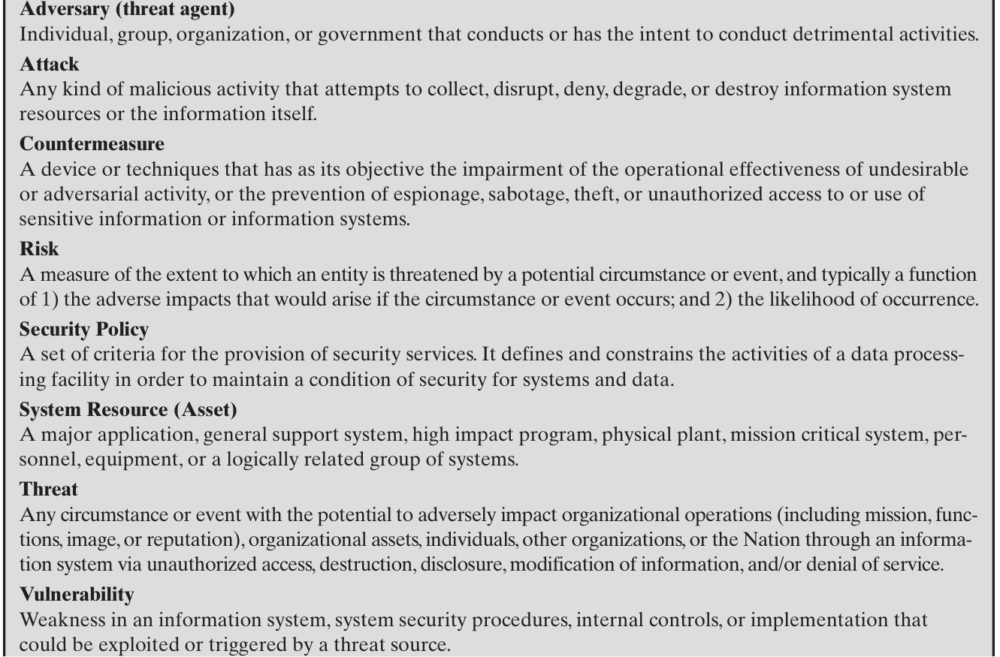 Adversary (threat agent)
Individual, group, organization, or government that conducts or has the intent to conduct detrimental activities.
Attack
Any kind of malicious activity that attempts to collect, disrupt, deny, degrade, or destroy information system
resources or the information itself.
Countermeasure
A device or techniques that has as its objective the impairment of the operational effectiveness of undesirable
or adversarial activity, or the prevention of espionage, sabotage, theft, or unauthorized access to or use of
sensitive information or information systems.
Risk
A measure of the extent to which an entity is threatened by a potential circumstance or event, and typically a function
of 1) the adverse impacts that would arise if the circumstance or event occurs; and 2) the likelihood of occurrence.
Security Policy
A set of criteria for the provision of security services. It defines and constrains the activities of a data process-
ing facility in order to maintain a condition of security for systems and data.
System Resource (Asset)
A major application, general support system, high impact program, physical plant, mission critical system, per-
sonnel, equipment, or a logically related group of systems.
Threat
Any circumstance or event with the potential to adversely impact organizational operations (including mission, func-
tions, image, or reputation), organizational assets, individuals, other organizations, or the Nation through an informa-
tion system via unauthorized access, destruction, disclosure, modification of information, and/or denial of service.
Vulnerability
Weakness in an information system, system security procedures, internal controls, or implementation that
could be exploited or triggered by a threat source.